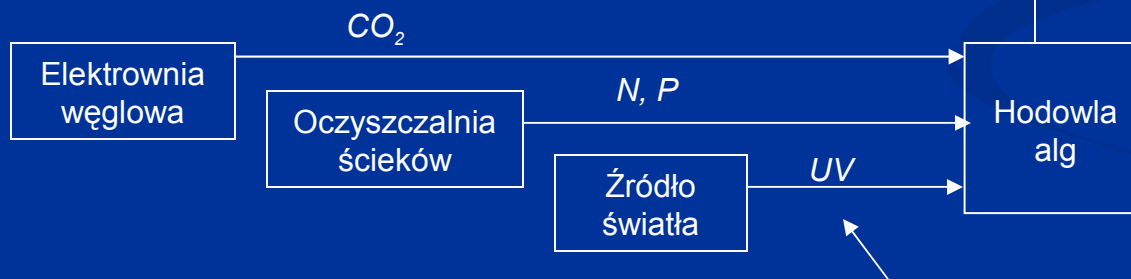 CO2
Elektrownia
węglowa
N, P
Oczyszczalnia
ścieków
Hodowla
alg
UV
Źródło
światła